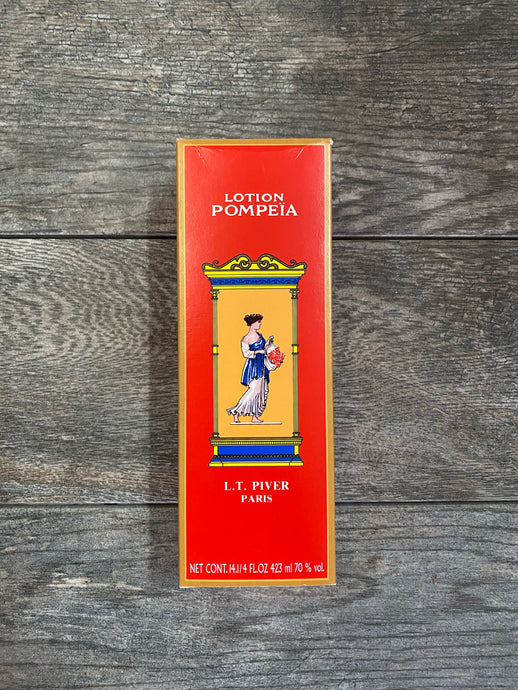 LOTION
POMPEÏA
L.T. PIVER
PARIS
NET CONT. 14.1/4 FL.OZ 423 ml 70 % vol.